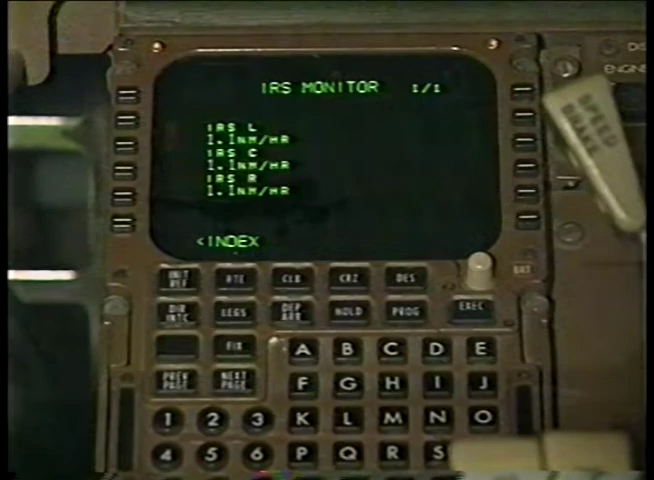 IRS MONITOR 1/1
IRS L
1.1NM/HR
IRS C
1.1NM/HR
IRS R
1.1NM/HR
<INDEX
SPEED
BRAKE
INIT
REF
RTE
CLB
CRZ
DES
DIR
INTC
LEGS
DEP
ARR
HOLD
PROG
EXEC
FIX
PREV
PAGE
NEXT
PAGE
A B C D E
F G H I J
1 2 3 K L M N O
4 5 6 P Q R S